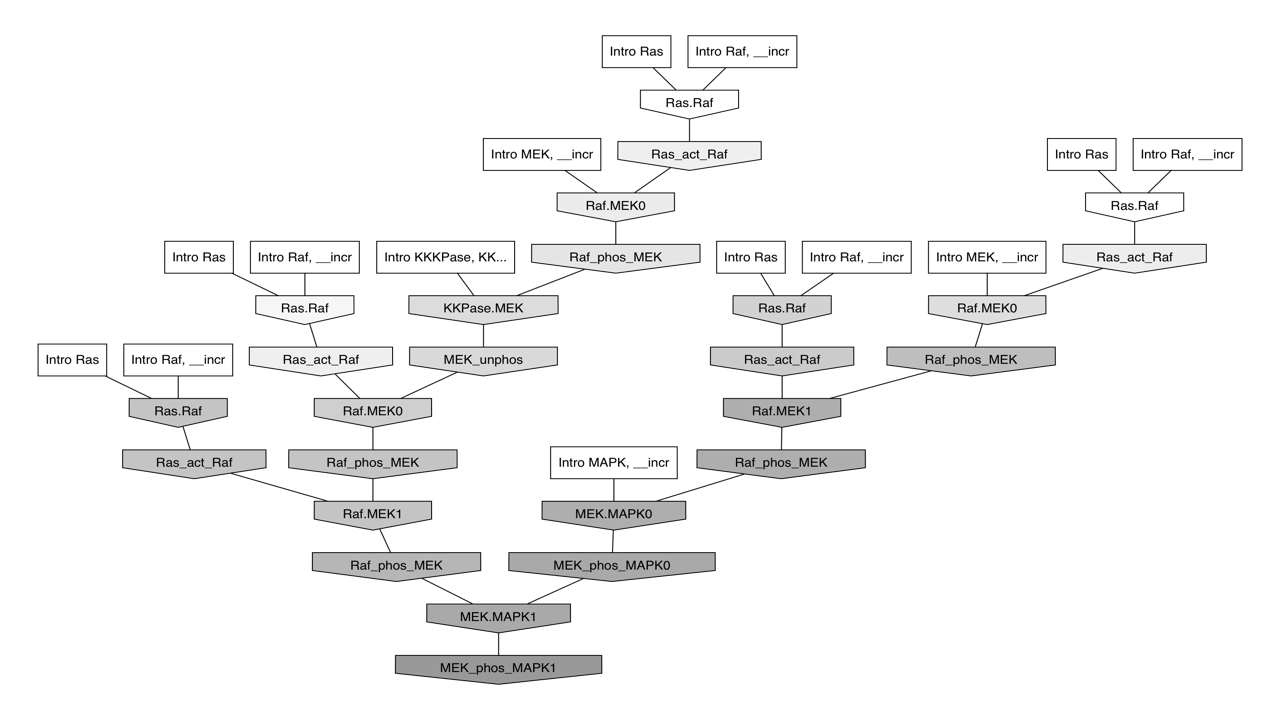 Intro Ras
Intro Raf, __incr
Ras.Raf
Intro MEK, __incr
Ras_act_Raf
Intro Ras
Intro Raf, __incr
Raf.MEK0
Ras.Raf
Intro Ras
Intro Raf, __incr
Intro KKKPase, KK...
Raf_phos_MEK
Intro Ras
Intro Raf, __incr
Intro MEK, __incr
Ras_act_Raf
Ras.Raf
KKPase.MEK
Ras.Raf
Raf.MEK0
Intro Ras
Intro Raf, __incr
Ras_act_Raf
MEK_unphos
Ras_act_Raf
Raf_phos_MEK
Ras.Raf
Raf.MEK0
Raf.MEK1
Ras_act_Raf
Raf_phos_MEK
Intro MAPK, __incr
Raf_phos_MEK
Raf.MEK1
MEK.MAPK0
Raf_phos_MEK
MEK_phos_MAPK0
MEK.MAPK1
MEK_phos_MAPK1